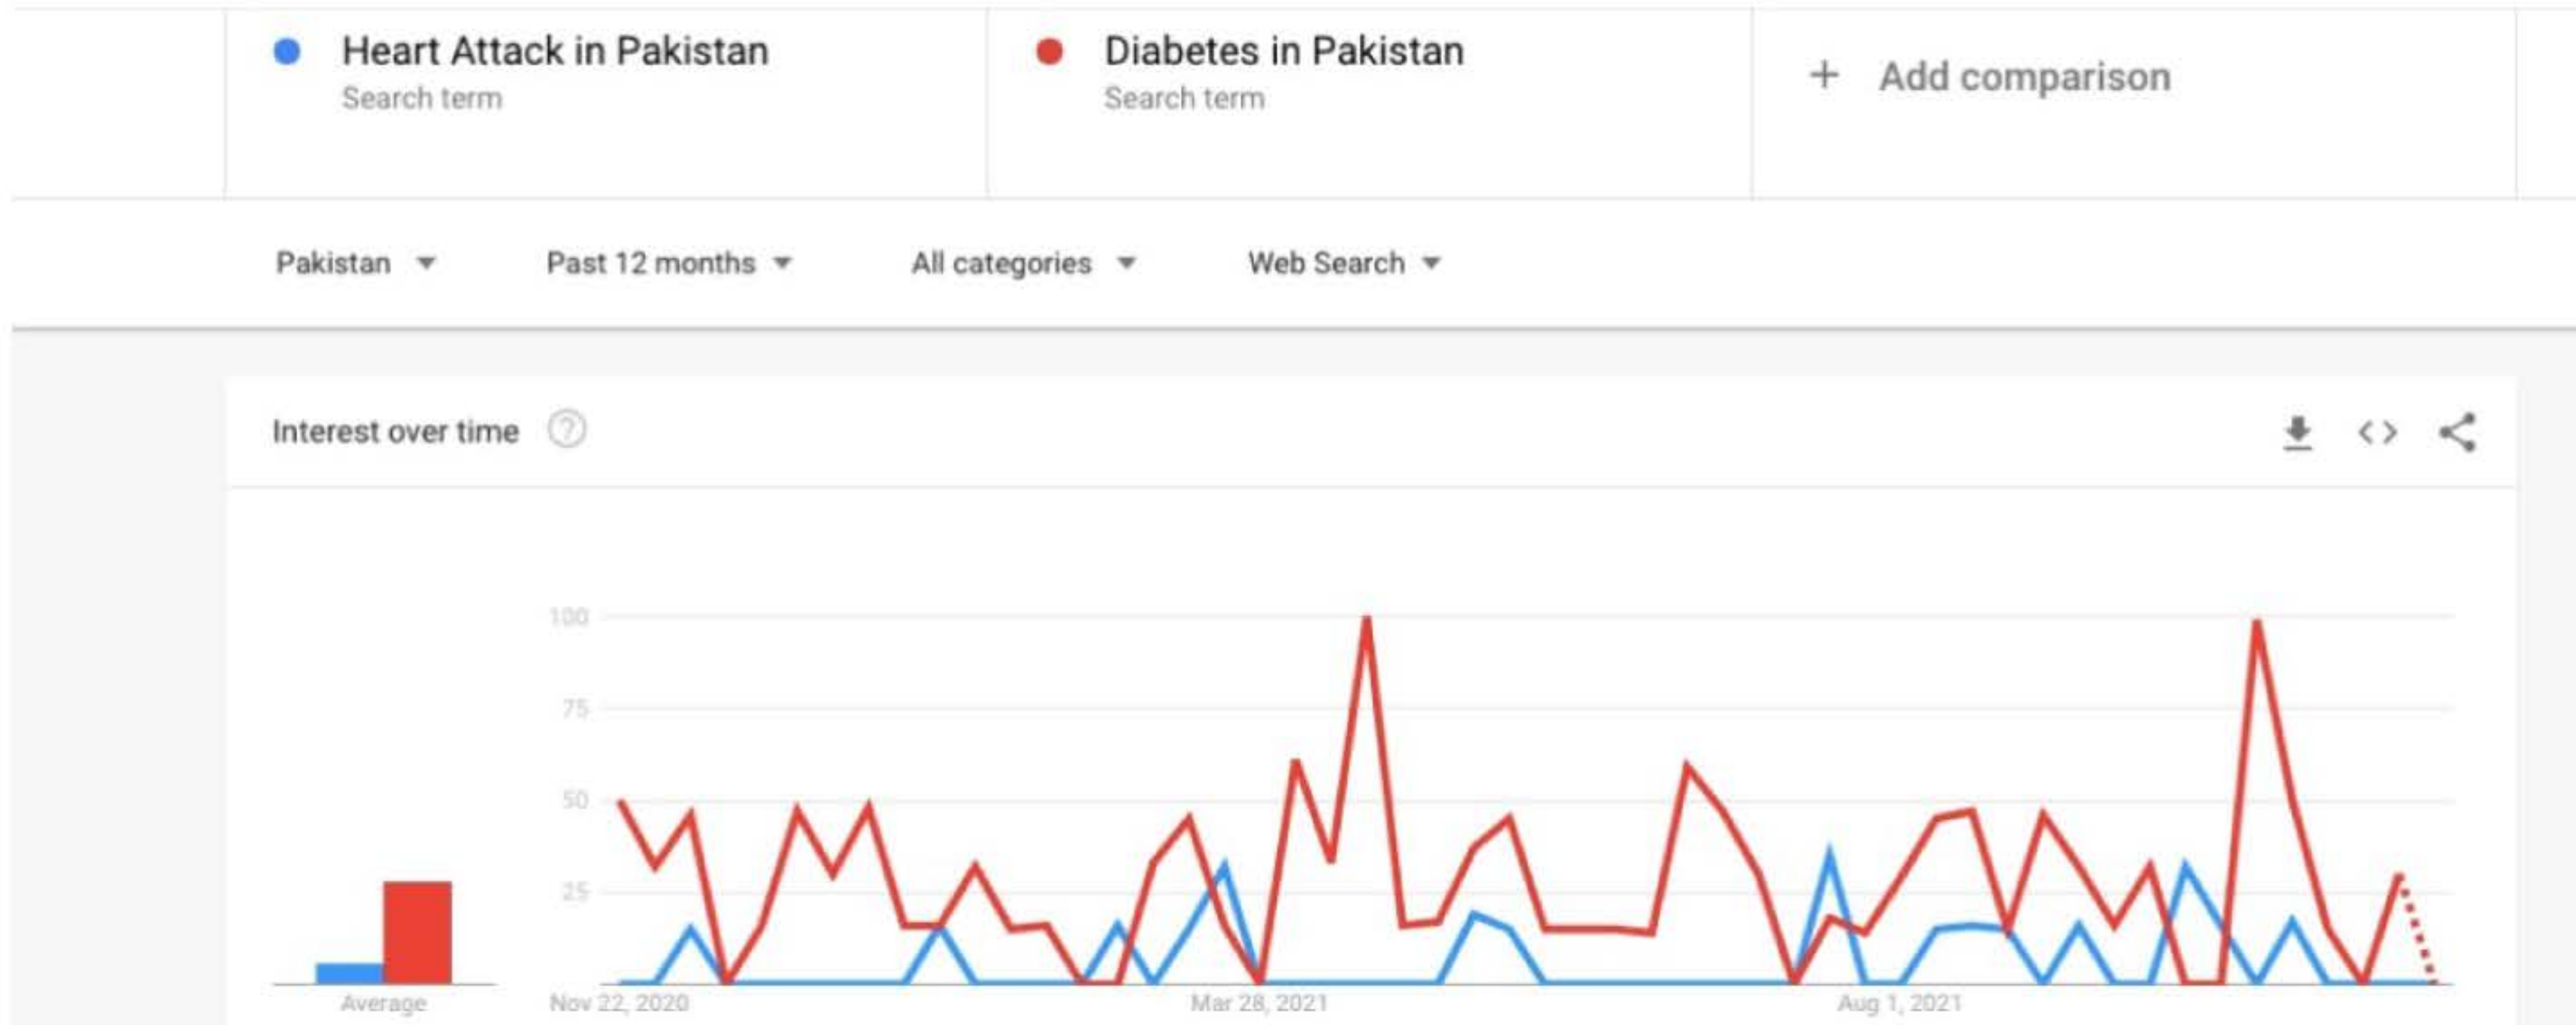 Heart Attack in Pakistan
Search term
Diabetes in Pakistan
Search term
+ Add comparison
Pakistan
Past 12 months
All categories
Web Search
Interest over time ?
100
75
50
25
Average
Nov 22, 2020
Mar 28, 2021
Aug 1, 2021